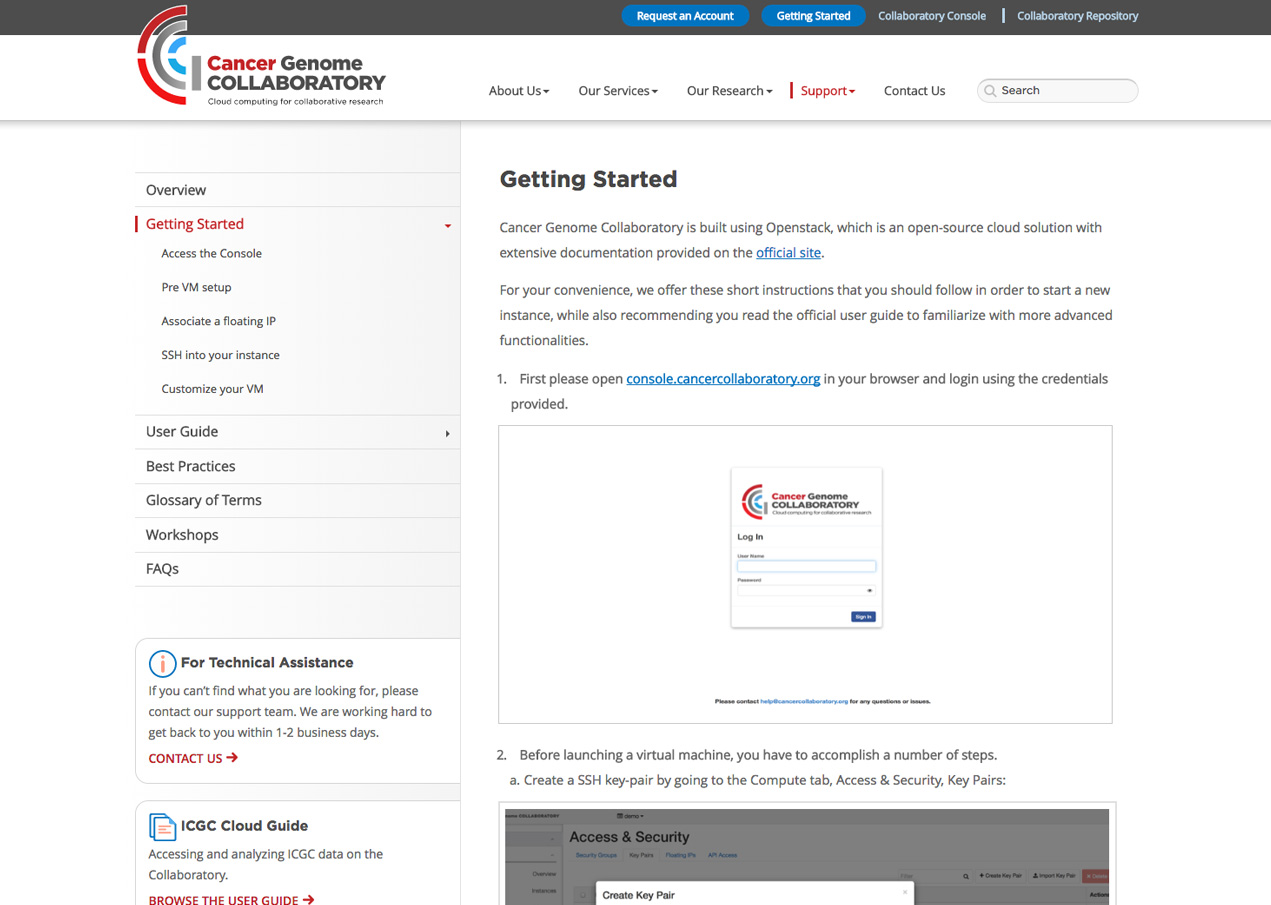 Request an Account
Getting Started
Collaboratory Console
Collaboratory Repository
Cancer Genome
COLLABORATORY
Cloud computing for collaborative research
About Us
Our Services
Our Research
Support
Contact Us
Search
Overview
Getting Started
Access the Console
Pre VM setup
Associate a floating IP
SSH into your instance
Customize your VM
User Guide
Best Practices
Glossary of Terms
Workshops
FAQs
For Technical Assistance
If you can't find what you are looking for, please
contact our support team. We are working hard to
get back to you within 1-2 business days.
CONTACT US
ICGC Cloud Guide
Accessing and analyzing ICGC data on the
Collaboratory.
BROWSE THE USER GUIDE
Getting Started
Cancer Genome Collaboratory is built using Openstack, which is an open-source cloud solution with
extensive documentation provided on the official site.
For your convenience, we offer these short instructions that you should follow in order to start a new
instance, while also recommending you read the official user guide to familiarize with more advanced
functionalities.
1. First please open console.cancercollaboratory.org in your browser and login using the credentials
provided.
Cancer Genome
COLLABORATORY
Cloud computing for collaborative research
Log In
User Name
Password
Sign In
Please contact help@cancercollaboratory.org for any questions or issues.
2. Before launching a virtual machine, you have to accomplish a number of steps.
a. Create a SSH key-pair by going to the Compute tab, Access & Security, Key Pairs:
COLLABORATORY
demo
Access & Security
Security Groups Key Pairs Floating IPs API Access
Overview
Filter
+ Create Key Pair
Import Key Pair
Delete
Instances
Actions
Create Key Pair